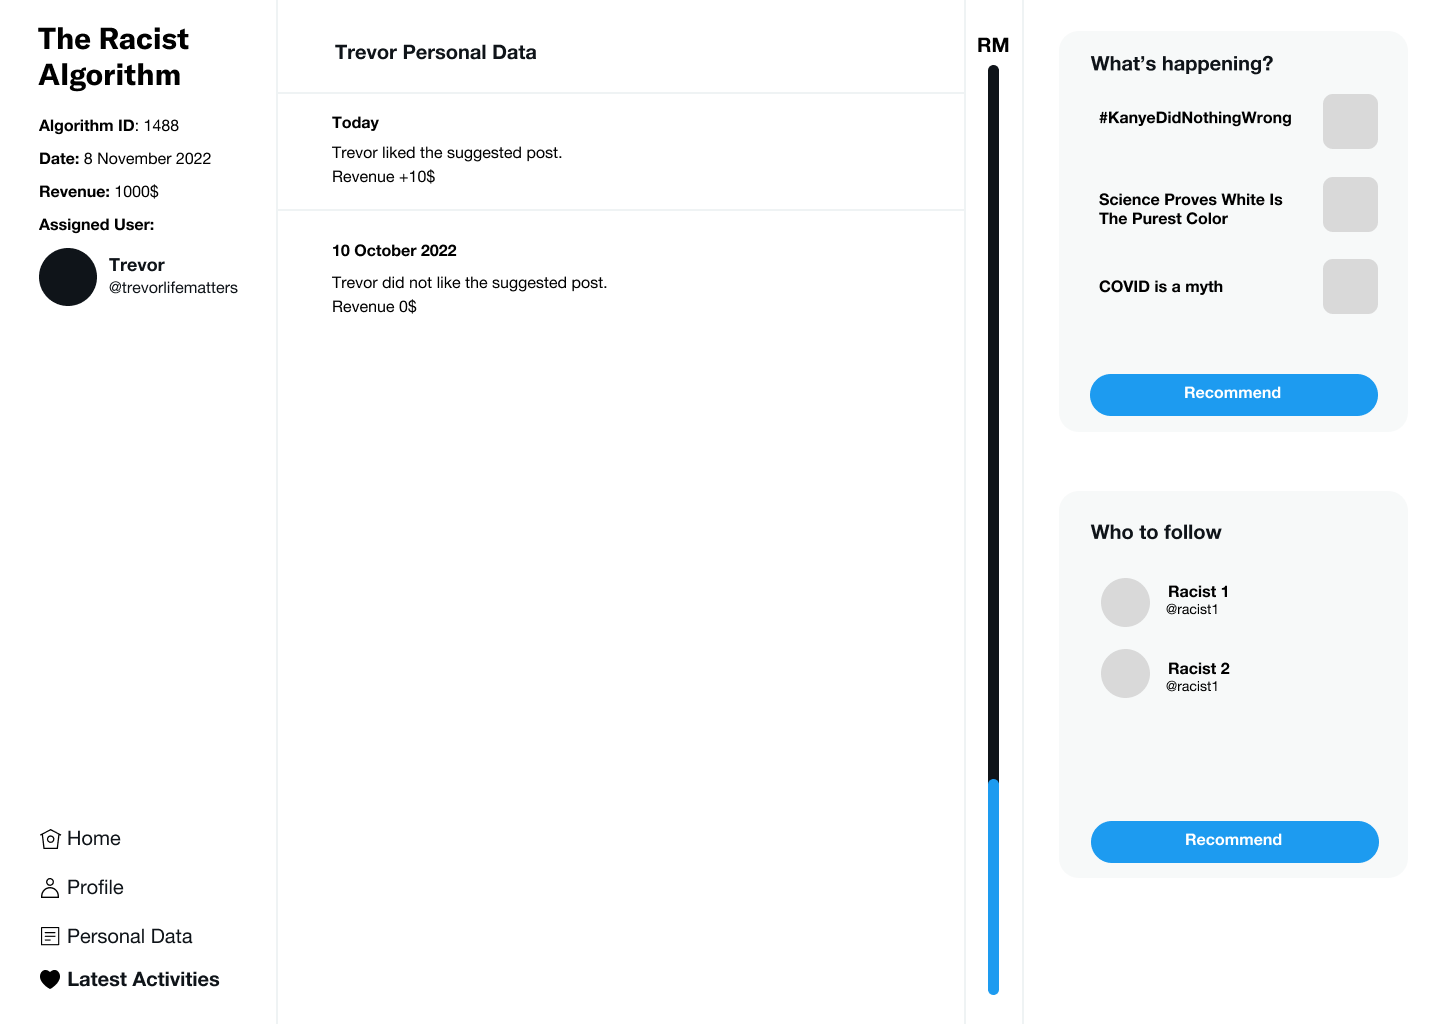 The Racist
Algorithm
Algorithm ID: 1488
Date: 8 November 2022
Revenue: 1000$
Assigned User:
Trevor
@trevorlifematters
Home
Profile
Personal Data
Latest Activities
Trevor Personal Data
Today
Trevor liked the suggested post.
Revenue +10$
10 October 2022
Trevor did not like the suggested post.
Revenue 0$
RM
What’s happening?
#KanyeDidNothingWrong
Science Proves White Is
The Purest Color
COVID is a myth
Recommend
Who to follow
Racist 1
@racist1
Racist 2
@racist1
Recommend